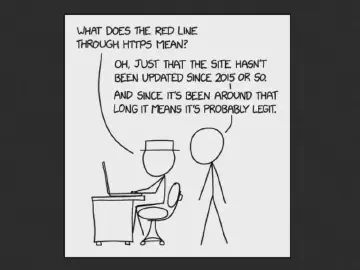 WHAT DOES THE RED LINE
THROUGH HTTPS MEAN?
OH, JUST THAT THE SITE HASN'T
BEEN UPDATED SINCE 2015 OR SO.
AND SINCE IT'S BEEN AROUND THAT
LONG IT MEANS IT'S PROBABLY LEGIT.